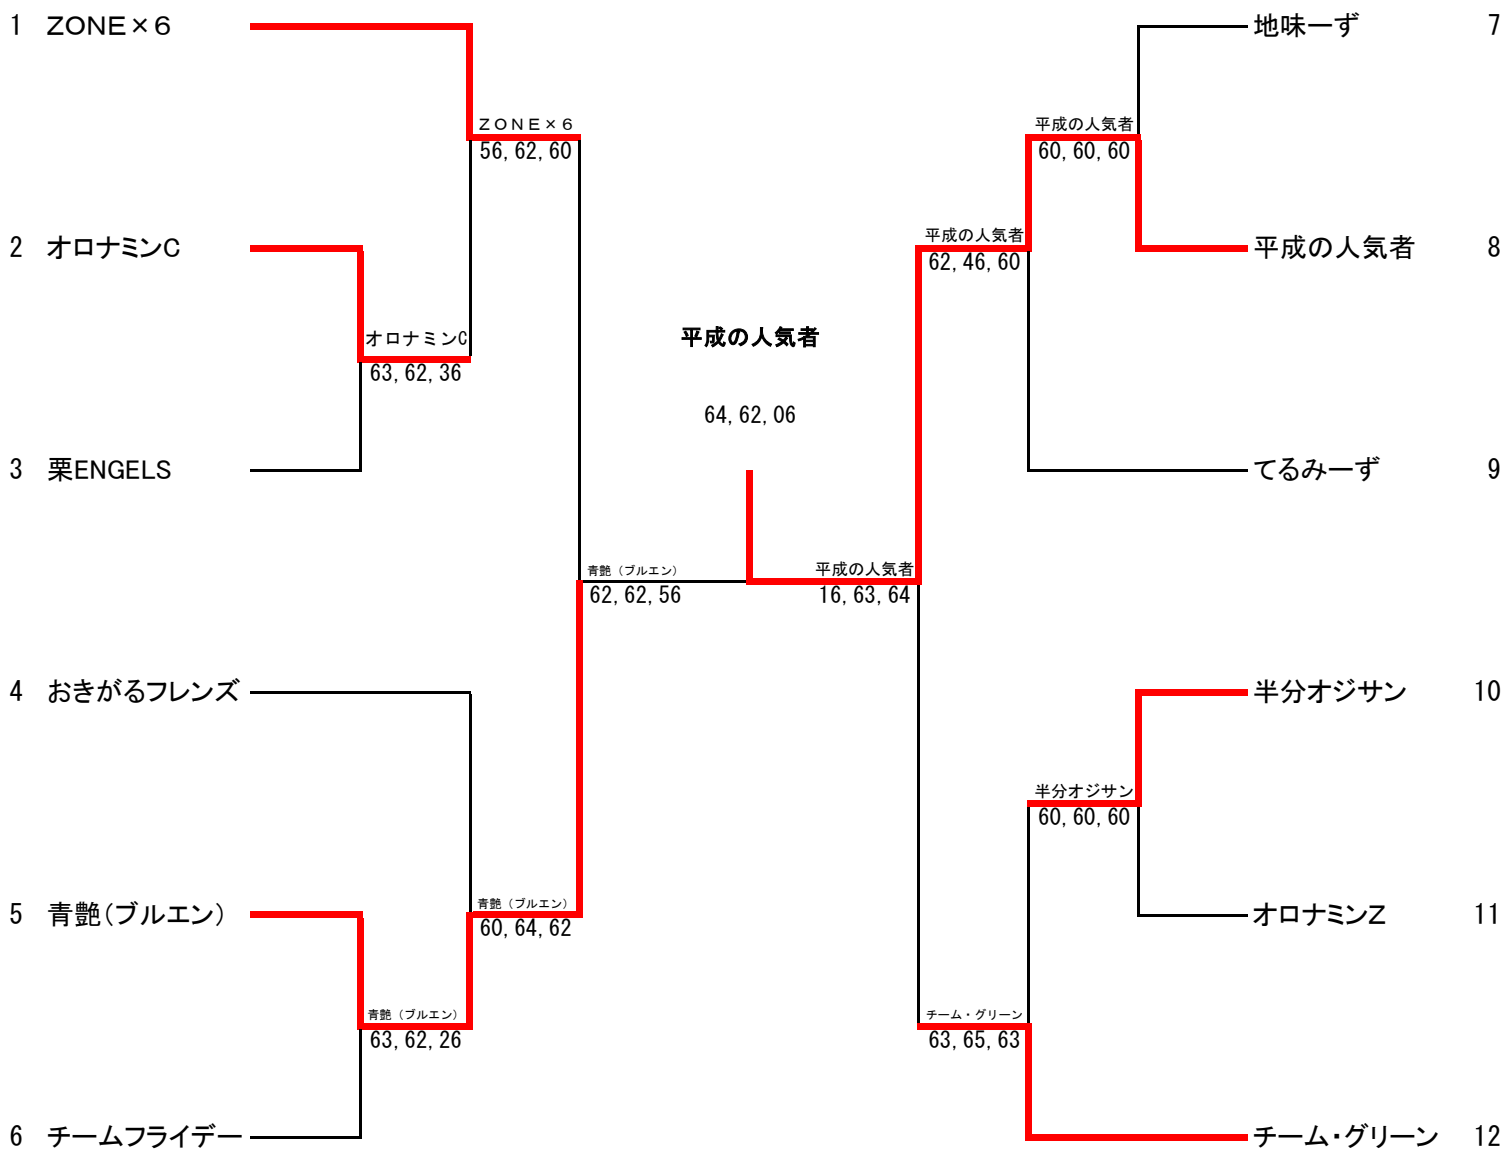 1 ZONE×6
ZONE×6
56, 62, 60
2 オロナミンC
オロナミンC
63, 62, 36
3 栗ENGELS
青艶（ブルエン）
62, 62, 56
4 おきがるフレンズ
5 青艶（ブルエン）
青艶（ブルエン）
60, 64, 62
青艶（ブルエン）
63, 62, 26
6 チームフライデー
平成の人気者
64, 62, 06
地味ーず 7
平成の人気者
60, 60, 60
平成の人気者
62, 46, 60
平成の人気者 8
てるみーず 9
平成の人気者
16, 63, 64
半分オジサン 10
半分オジサン
60, 60, 60
オロナミンZ 11
チーム・グリーン
63, 65, 63
チーム・グリーン 12